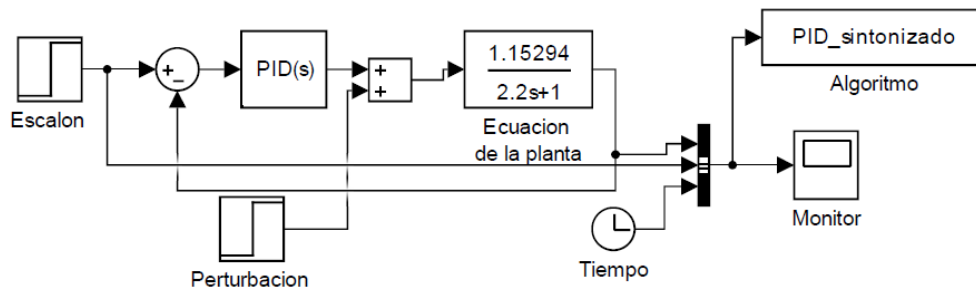 PID_sintonizado
Algoritmo
+
−
PID(s)
+
+
1.15294
2.2s+1
Escalon
Ecuacion
de la planta
Monitor
Perturbacion
Tiempo